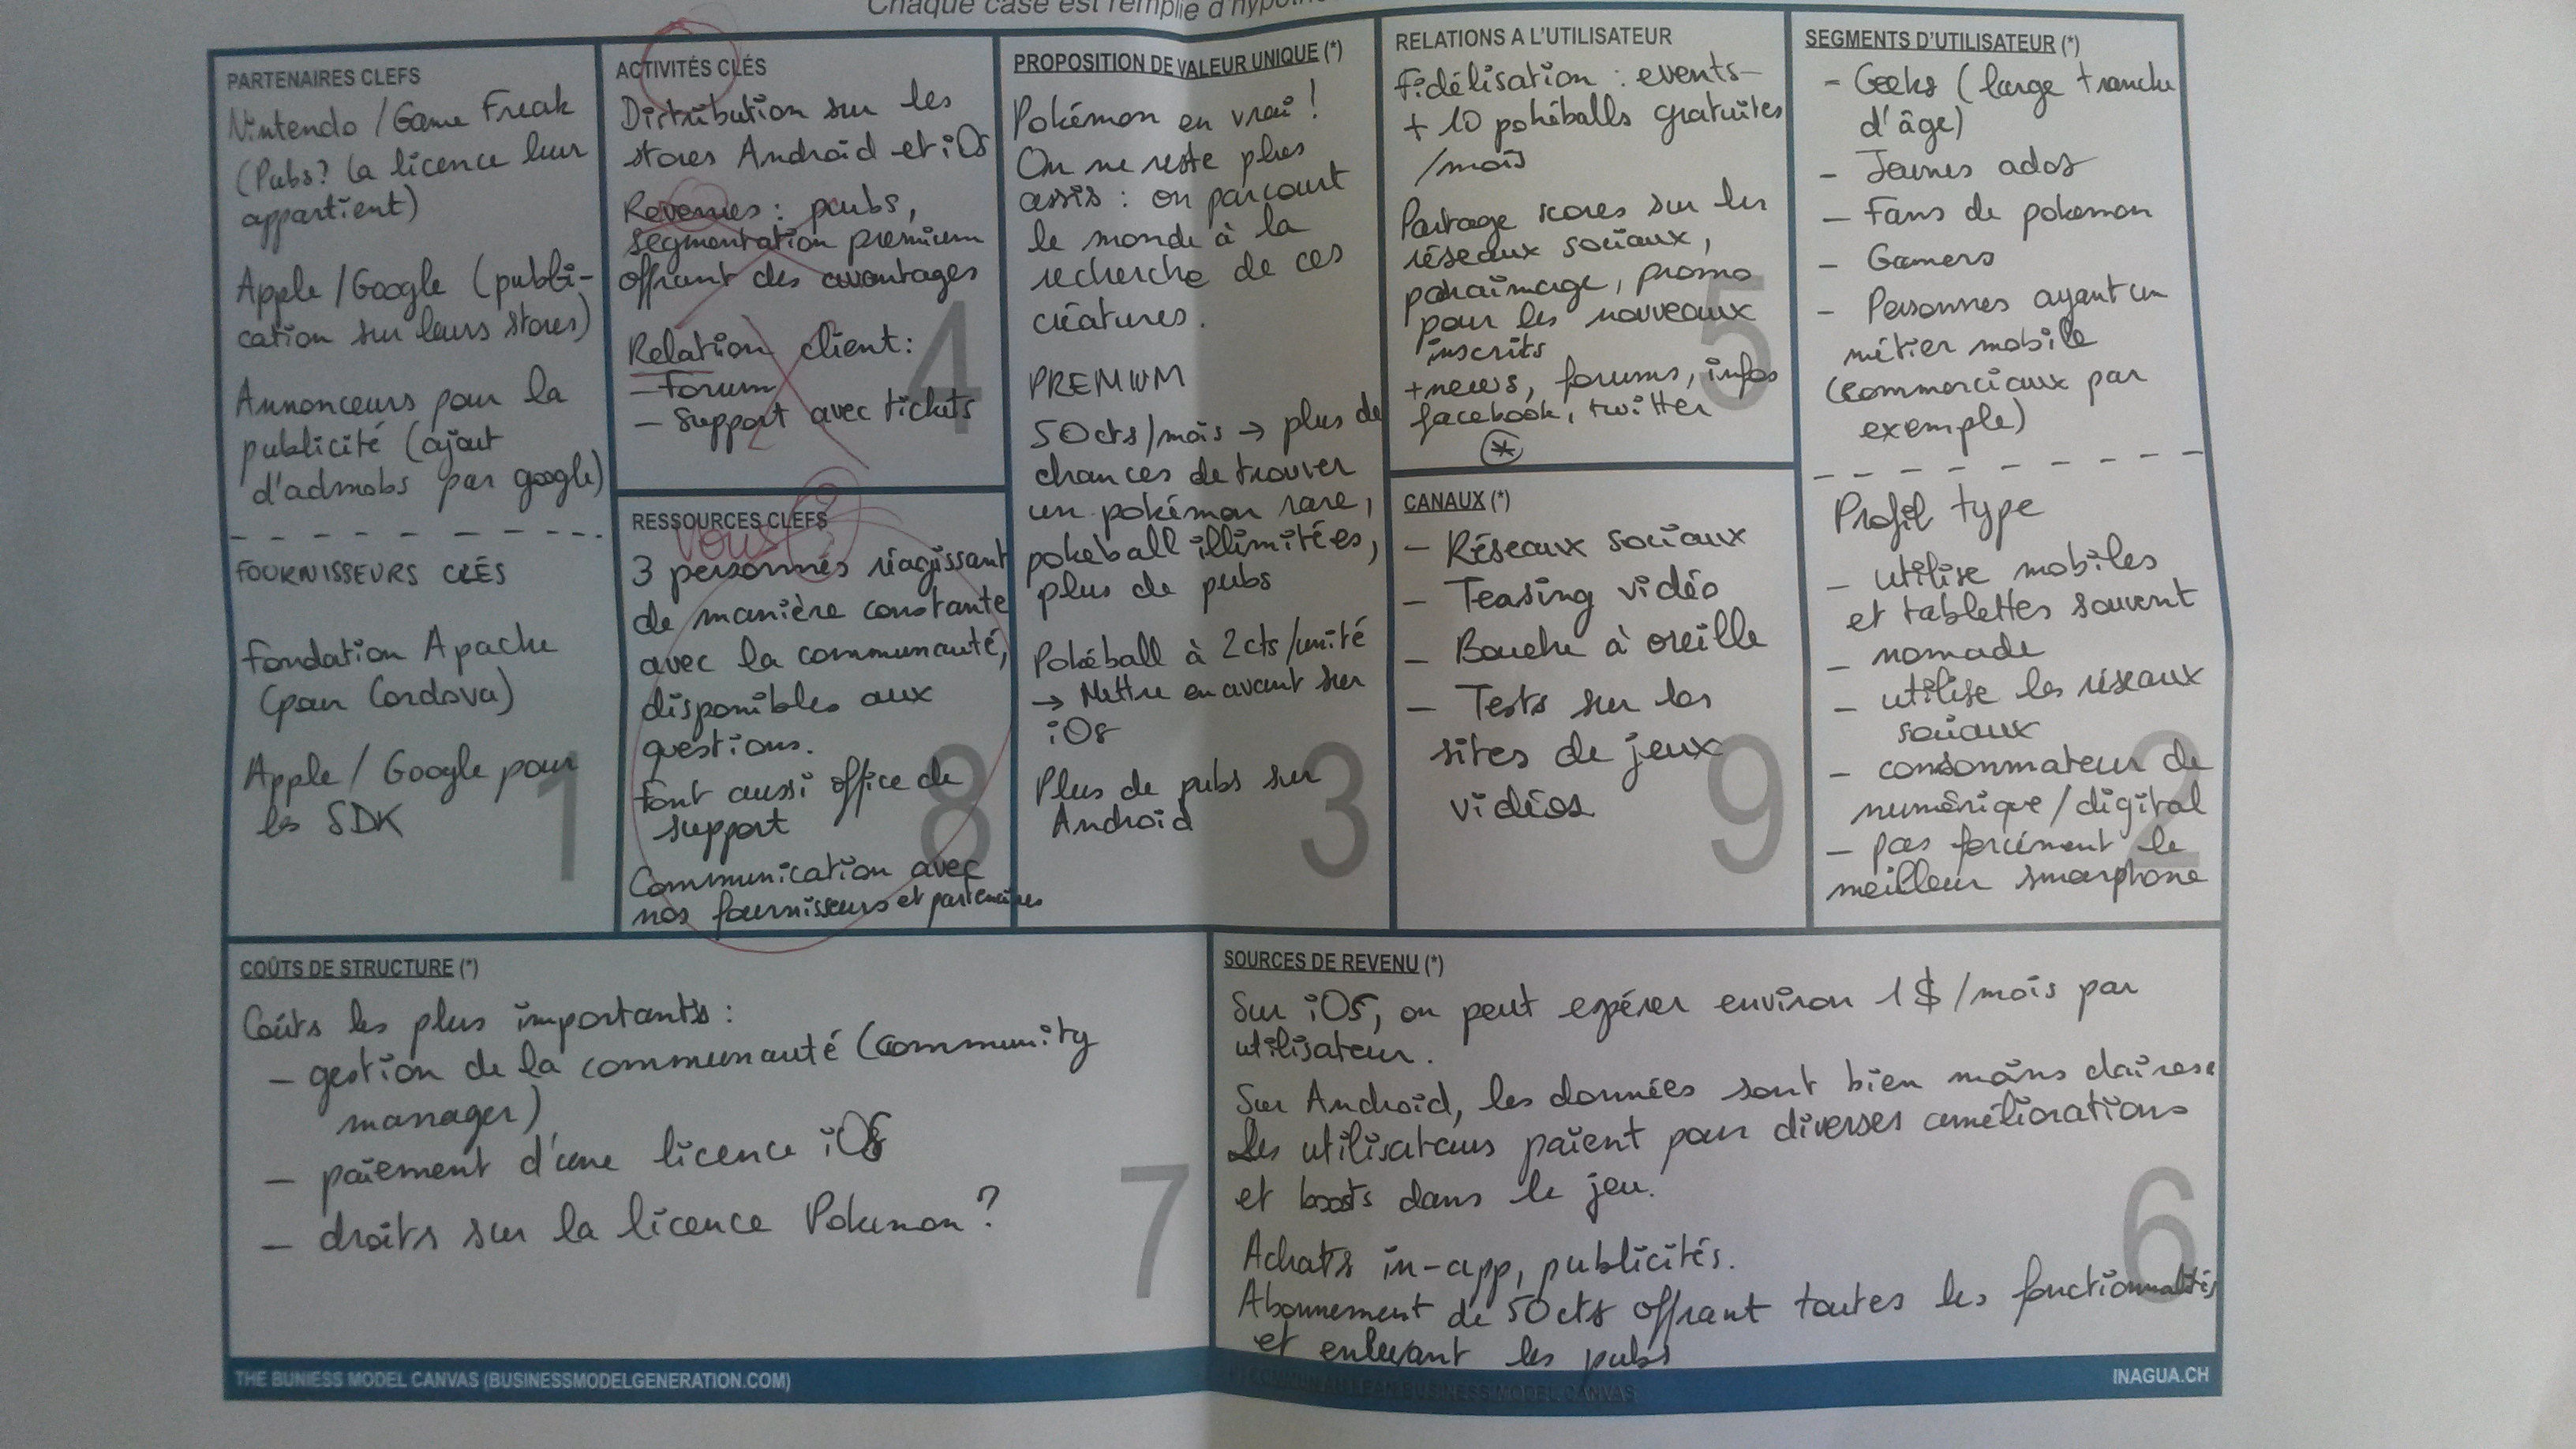 Chaque case est remplie d'hypoth
PARTENAIRES CLEFS
Nintendo / Game Freak
(Pubs? la licence leur
appartient)
Apple / Google (publi-
cation sur leurs stores)
Annonceurs pour la
publicité (ajout
d'admobs par google)
FOURNISSEURS CLÉS
Fondation Apache
(pour Cordova)
Apple / Google pour
les SDK
1
ACTIVITÉS CLÉS
Distribution sur les
stores Android et iOs
Revenues : pubs,
segmentation premium
offrant des avantages
Relation client :
- Forum
- Support avec tickets
4
RESSOURCES CLEFS
Vous ?
3 personnes réagissant
de manière constante
avec la communauté,
disponibles aux
questions.
Font aussi office de
support
Communication avec
nos fournisseurs et partenaires
8
PROPOSITION DE VALEUR UNIQUE (*)
Pokémon en vrai !
On ne reste plus
assis : on parcourt
le monde à la
recherche de ces
créatures.
PREMIUM
50cts/mois → plus de
chances de trouver
un pokémon rare,
pokeball illimitées,
plus de pubs
Pokéball à 2cts/unité
→ Mettre en avant sur
iOs
Plus de pubs sur
Android
3
RELATIONS A L'UTILISATEUR
Fidélisation : events
+ 10 pokéballs gratuites
/mois
Partage scores sur les
réseaux sociaux,
parainage, promo
pour les nouveaux
inscrits
+news, forums, infos
facebook, twitter
*
5
CANAUX (*)
- Réseaux sociaux
- Teasing vidéo
- Bouche à oreille
- Tests sur les
sites de jeux
vidéos
9
SEGMENTS D'UTILISATEUR (*)
- Geeks (large tranche
d'âge)
- Jeunes ados
- Fans de pokemon
- Gamers
- Personnes ayant un
métier mobile
(commerciaux par
exemple)
Profil type
- utilise mobiles
et tablettes souvent
- nomade
- utilise les réseaux
sociaux
- consommateur de
numérique/digital
- pas forcément le
meilleur smarphone
2
COÛTS DE STRUCTURE (*)
Coûts les plus importants :
- gestion de la communauté (community
manager)
- paiement d'une licence iOS
- droits sur la licence Pokemon ?
7
SOURCES DE REVENU (*)
Sur iOS, on peut espérer environ 1$/mois par
utilisateur.
Sur Android, les données sont bien moins claires.
Les utilisateurs paient pour diverses améliorations
et boosts dans le jeu.
Achats in-app, publicités.
Abonnement de 50cts offrant toutes les fonctionnalités
et enlevant les pubs
6
THE BUNIESS MODEL CANVAS (BUSINESSMODELGENERATION.COM)
(*) COMMUN AU LEAN BUSINESS MODEL CANVAS
INAGUA.CH